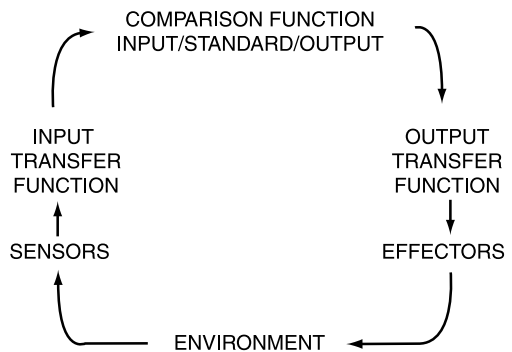 COMPARISON FUNCTION
INPUT/STANDARD/OUTPUT
INPUT
TRANSFER
FUNCTION
OUTPUT
TRANSFER
FUNCTION
SENSORS
EFFECTORS
ENVIRONMENT